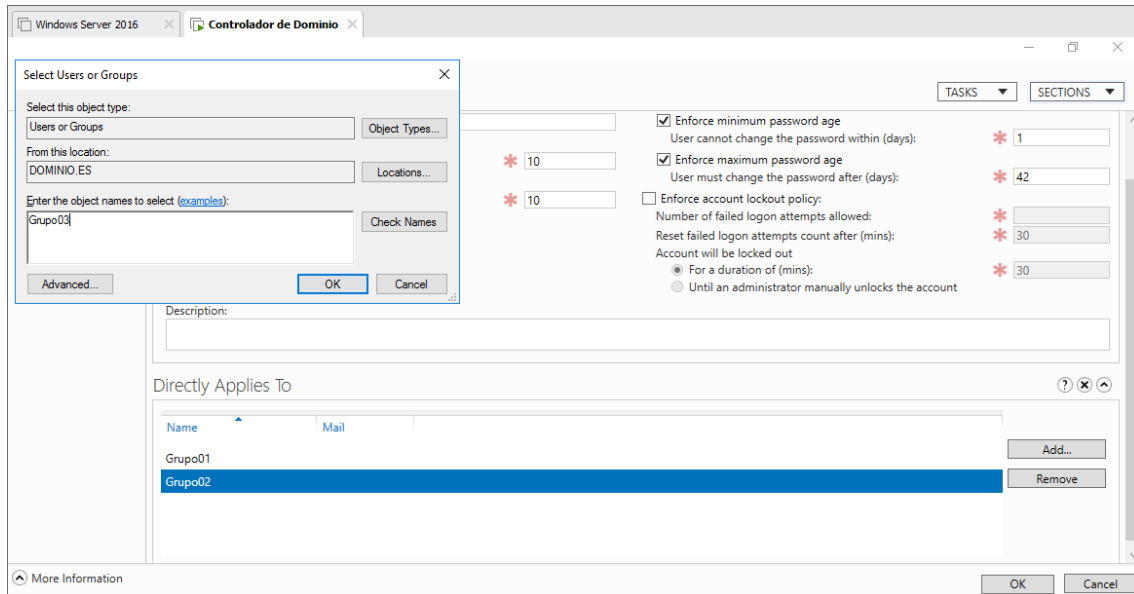 Windows Server 2016
Controlador de Dominio
Select Users or Groups
Select this object type:
Users or Groups
Object Types...
From this location:
DOMINIO.ES
Locations...
Enter the object names to select (examples):
Grupo03
Check Names
Advanced...
OK
Cancel
TASKS
SECTIONS
Enforce minimum password age
User cannot change the password within (days):
* 1
* 10
Enforce maximum password age
User must change the password after (days):
* 42
* 10
Enforce account lockout policy:
Number of failed logon attempts allowed:
*
Reset failed logon attempts count after (mins):
* 30
Account will be locked out
For a duration of (mins):
* 30
Until an administrator manually unlocks the account
Description:
Directly Applies To
Name
Mail
Grupo01
Grupo02
Add...
Remove
More Information
OK
Cancel